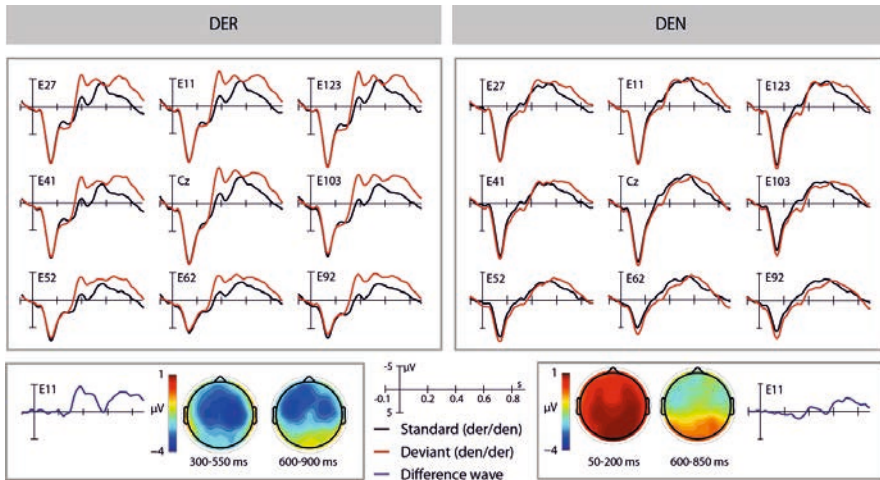 DER DEN
E27 E11 E123 E27 E11 E123
E41 Cz E103 E41 Cz E103
E52 E62 E92 E52 E62 E92
E11 1 μV -4 300-550 ms 600-900 ms
-5 μV s
-0.1 5 0.2 0.4 0.6 0.8
Standard (der/den)
Deviant (den/der)
Difference wave
1 μV -4 50-200 ms 600-850 ms E11